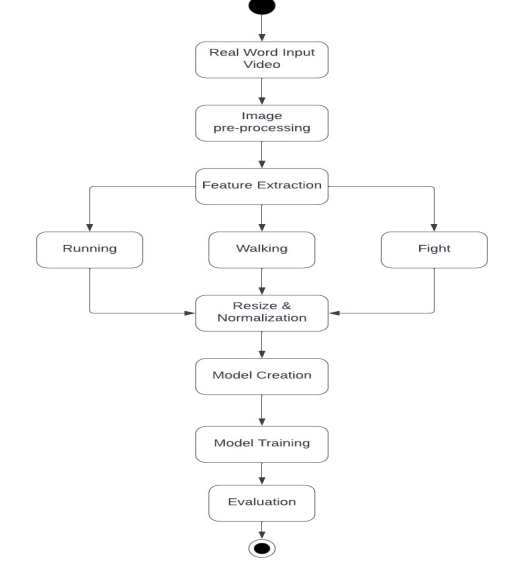 Real Word Input
Video
Image
pre-processing
Feature Extraction
Running
Walking
Fight
Resize &
Normalization
Model Creation
Model Training
Evaluation